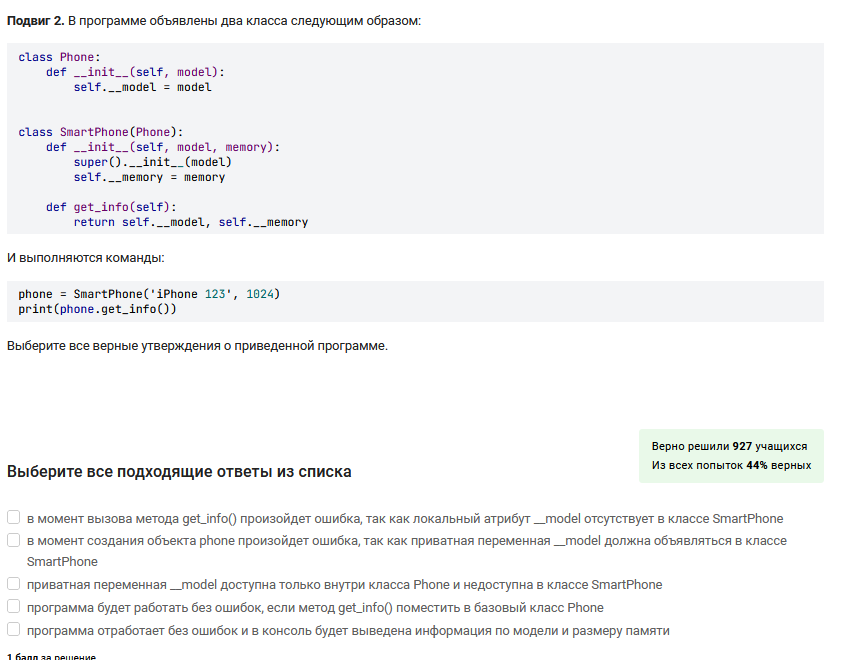 Подвиг 2. В программе объявлены два класса следующим образом:
class Phone:
    def __init__(self, model):
        self.__model = model
class SmartPhone(Phone):
    def __init__(self, model, memory):
        super().__init__(model)
        self.__memory = memory
    def get_info(self):
        return self.__model, self.__memory
И выполняются команды:
phone = SmartPhone('iPhone 123', 1024)
print(phone.get_info())
Выберите все верные утверждения о приведенной программе.
Верно решили 927 учащихся
Из всех попыток 44% верных
Выберите все подходящие ответы из списка
в момент вызова метода get_info() произойдет ошибка, так как локальный атрибут __model отсутствует в классе SmartPhone
в момент создания объекта phone произойдет ошибка, так как приватная переменная __model должна объявляться в классе
SmartPhone
приватная переменная __model доступна только внутри класса Phone и недоступна в классе SmartPhone
программа будет работать без ошибок, если метод get_info() поместить в базовый класс Phone
программа отработает без ошибок и в консоль будет выведена информация по модели и размеру памяти
1 балл за решение